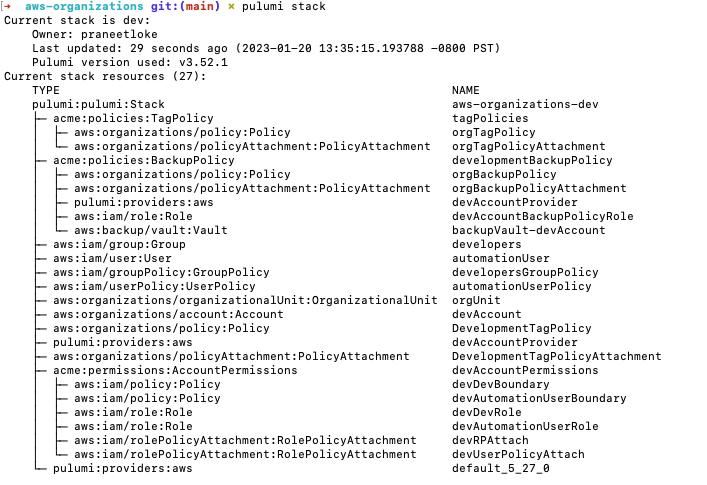 [➜  aws-organizations git:(main) × pulumi stack
Current stack is dev:
    Owner: praneetloke
    Last updated: 29 seconds ago (2023-01-20 13:35:15.193788 -0800 PST)
    Pulumi version used: v3.52.1
Current stack resources (27):
    TYPE                                                        NAME
    pulumi:pulumi:Stack                                         aws-organizations-dev
    ├─ acme:policies:TagPolicy                                  tagPolicies
    │  ├─ aws:organizations/policy:Policy                       orgTagPolicy
    │  └─ aws:organizations/policyAttachment:PolicyAttachment   orgTagPolicyAttachment
    ├─ acme:policies:BackupPolicy                               developmentBackupPolicy
    │  ├─ aws:organizations/policy:Policy                       orgBackupPolicy
    │  ├─ aws:organizations/policyAttachment:PolicyAttachment   orgBackupPolicyAttachment
    │  ├─ pulumi:providers:aws                                  devAccountProvider
    │  ├─ aws:iam/role:Role                                     devAccountBackupPolicyRole
    │  └─ aws:backup/vault:Vault                                backupVault-devAccount
    ├─ aws:iam/group:Group                                      developers
    ├─ aws:iam/user:User                                        automationUser
    ├─ aws:iam/groupPolicy:GroupPolicy                          developersGroupPolicy
    ├─ aws:iam/userPolicy:UserPolicy                            automationUserPolicy
    ├─ aws:organizations/organizationalUnit:OrganizationalUnit  orgUnit
    ├─ aws:organizations/account:Account                        devAccount
    ├─ aws:organizations/policy:Policy                          DevelopmentTagPolicy
    ├─ pulumi:providers:aws                                     devAccountProvider
    ├─ aws:organizations/policyAttachment:PolicyAttachment      DevelopmentTagPolicyAttachment
    ├─ acme:permissions:AccountPermissions                      devAccountPermissions
    │  ├─ aws:iam/policy:Policy                                 devDevBoundary
    │  ├─ aws:iam/policy:Policy                                 devAutomationUserBoundary
    │  ├─ aws:iam/role:Role                                     devDevRole
    │  ├─ aws:iam/role:Role                                     devAutomationUserRole
    │  ├─ aws:iam/rolePolicyAttachment:RolePolicyAttachment     devRPAttach
    │  └─ aws:iam/rolePolicyAttachment:RolePolicyAttachment     devUserPolicyAttach
    └─ pulumi:providers:aws                                     default_5_27_0